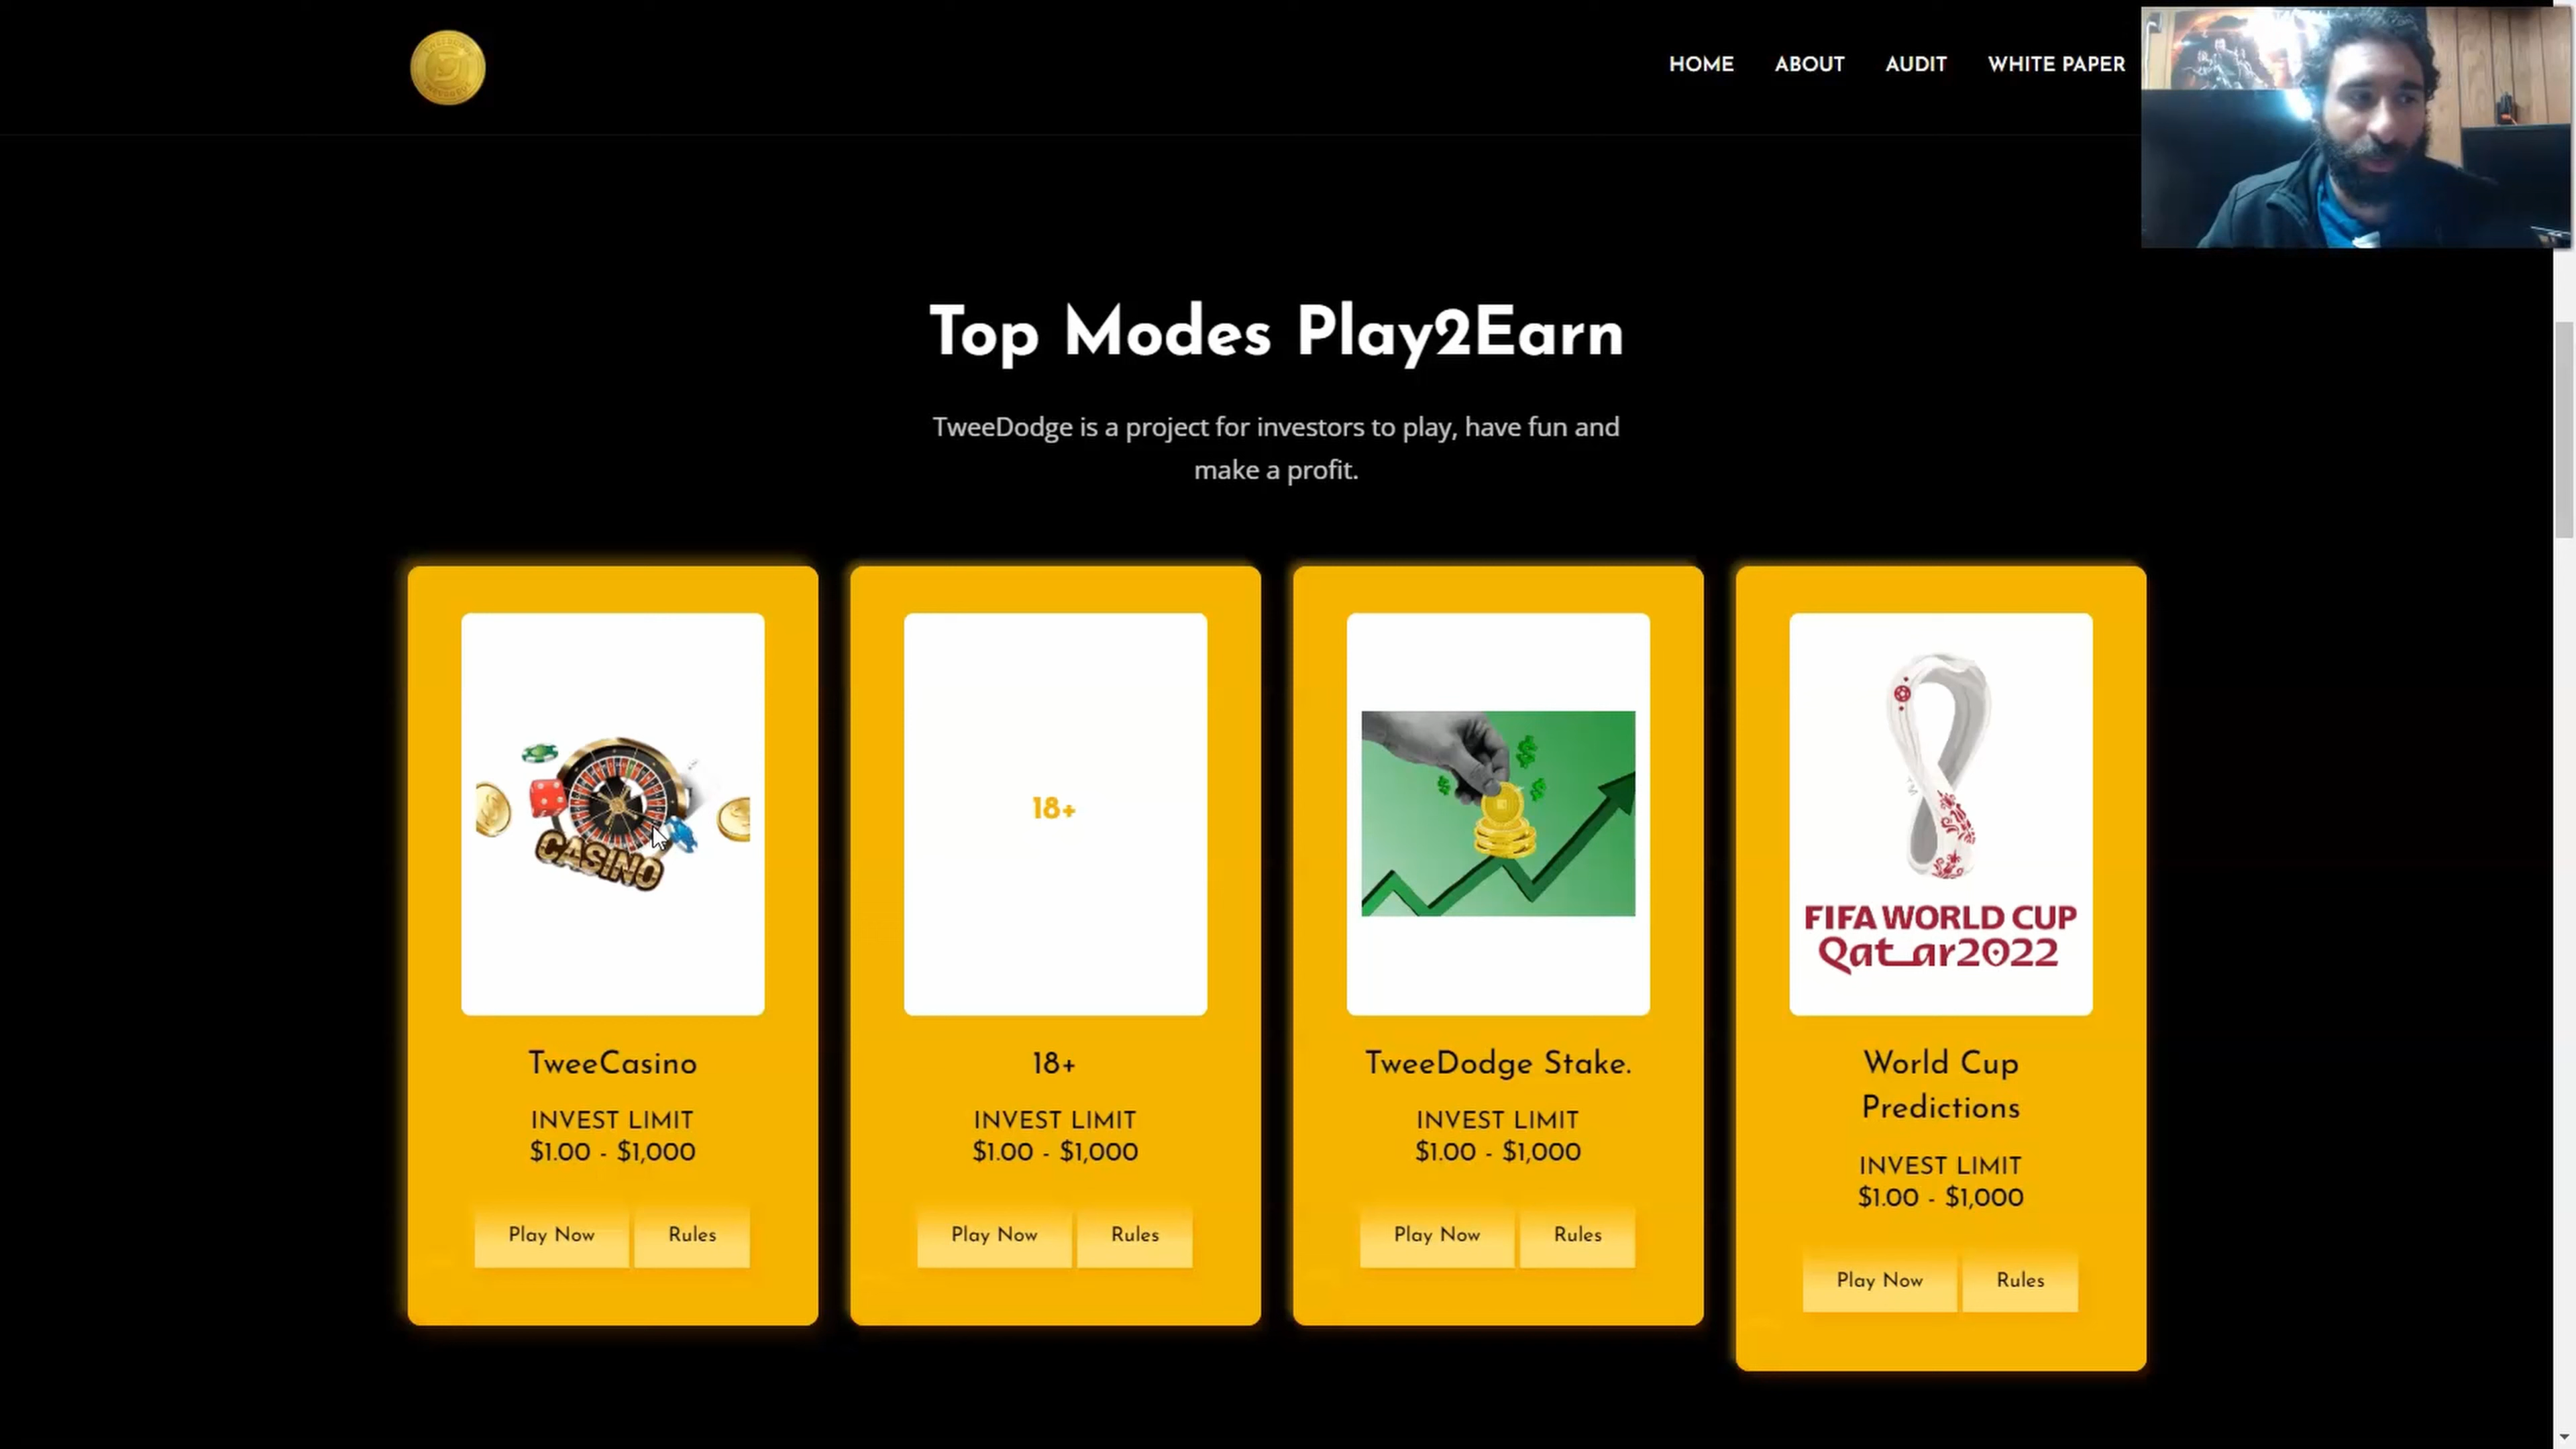 HOME ABOUT AUDIT WHITE PAPER
Top Modes Play2Earn
TweeDodge is a project for investors to play, have fun and
make a profit.
CASINO
18+
FIFA WORLD CUP
Qatar2022
TweeCasino
INVEST LIMIT
$1.00 - $1,000
Play Now Rules
18+
INVEST LIMIT
$1.00 - $1,000
Play Now Rules
TweeDodge Stake.
INVEST LIMIT
$1.00 - $1,000
Play Now Rules
World Cup
Predictions
INVEST LIMIT
$1.00 - $1,000
Play Now Rules